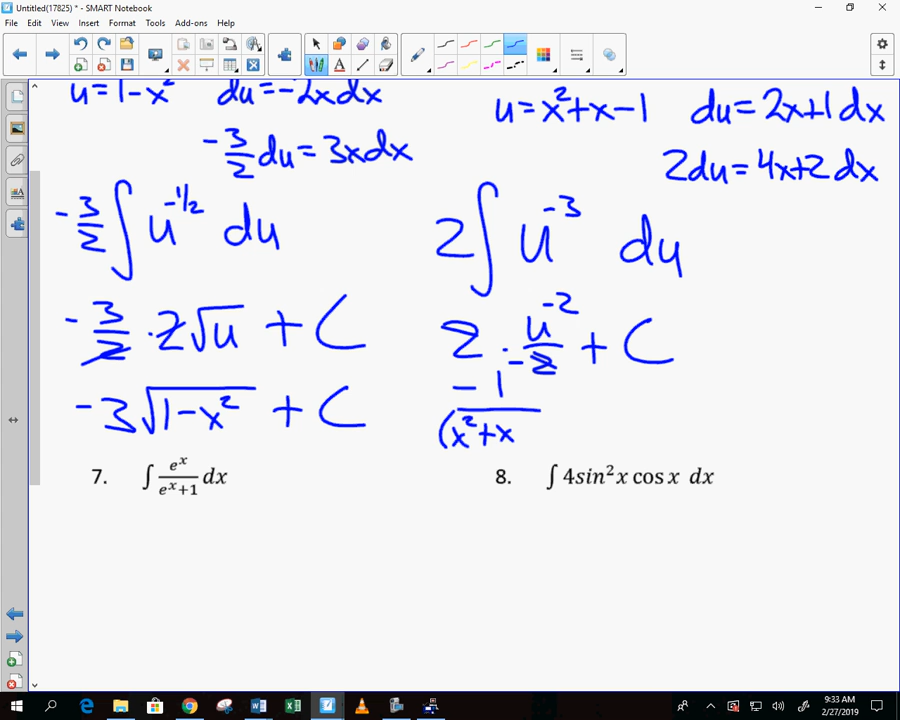 Untitled(17825) * - SMART Notebook
File Edit View Insert Format Tools Add-ons Help
u = 1 - x² du = -2x dx
-3/2 du = 3x dx
-3/2 ∫ u^(-1/2) du
-3/2 · 2√u + C
-3√(1-x²) + C
u = x² + x - 1 du = 2x+1 dx
2du = 4x+2 dx
2 ∫ u^(-3) du
2 · u^(-2)/-2 + C
-1/(x²+x
7. ∫ e^x/(e^x+1) dx
8. ∫ 4sin²x cos x dx
9:33 AM
2/27/2019